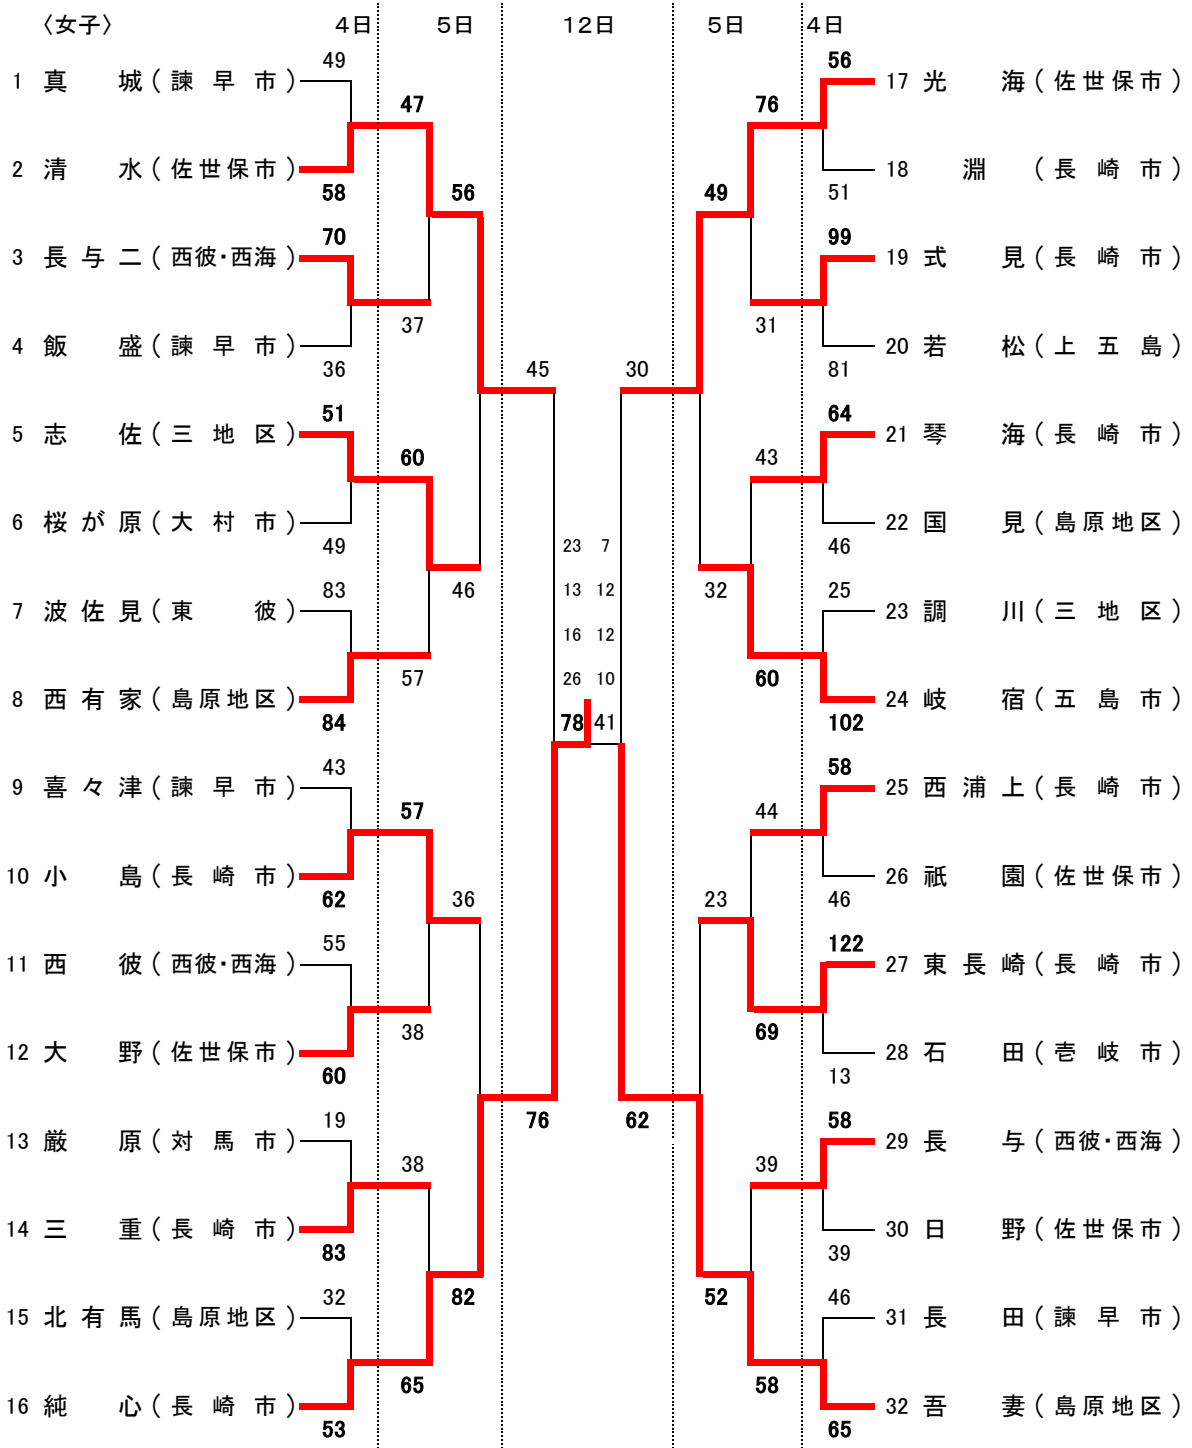 〈女子〉 4日 5日 12日 5日 4日
49 56
1 真城(諫早市) 17 光海(佐世保市)
47 76
2 清水(佐世保市) 18 淵(長崎市)
58 56 49 51
70 99
3 長与二(西彼・西海) 19 式見(長崎市)
37 31
4 飯盛(諫早市) 20 若松(上五島)
36 45 30 81
51 64
5 志佐(三地区) 21 琴海(長崎市)
60 43
6 桜が原(大村市) 22 国見(島原地区)
49 23 7 46
83 46 13 12 32 25
7 波佐見(東彼) 23 調川(三地区)
16 12
57 26 10 60
8 西有家(島原地区) 24 岐宿(五島市)
84 78 41 102
43 58
9 喜々津(諫早市) 25 西浦上(長崎市)
57 44
10 小島(長崎市) 26 祇園(佐世保市)
62 36 23 46
55 122
11 西彼(西彼・西海) 27 東長崎(長崎市)
38 69
12 大野(佐世保市) 28 石田(壱岐市)
60 13
19 76 62 58
13 厳原(対馬市) 29 長与(西彼・西海)
38 39
14 三重(長崎市) 30 日野(佐世保市)
83 39
32 82 52 46
15 北有馬(島原地区) 31 長田(諫早市)
65 58
16 純心(長崎市) 32 吾妻(島原地区)
53 65